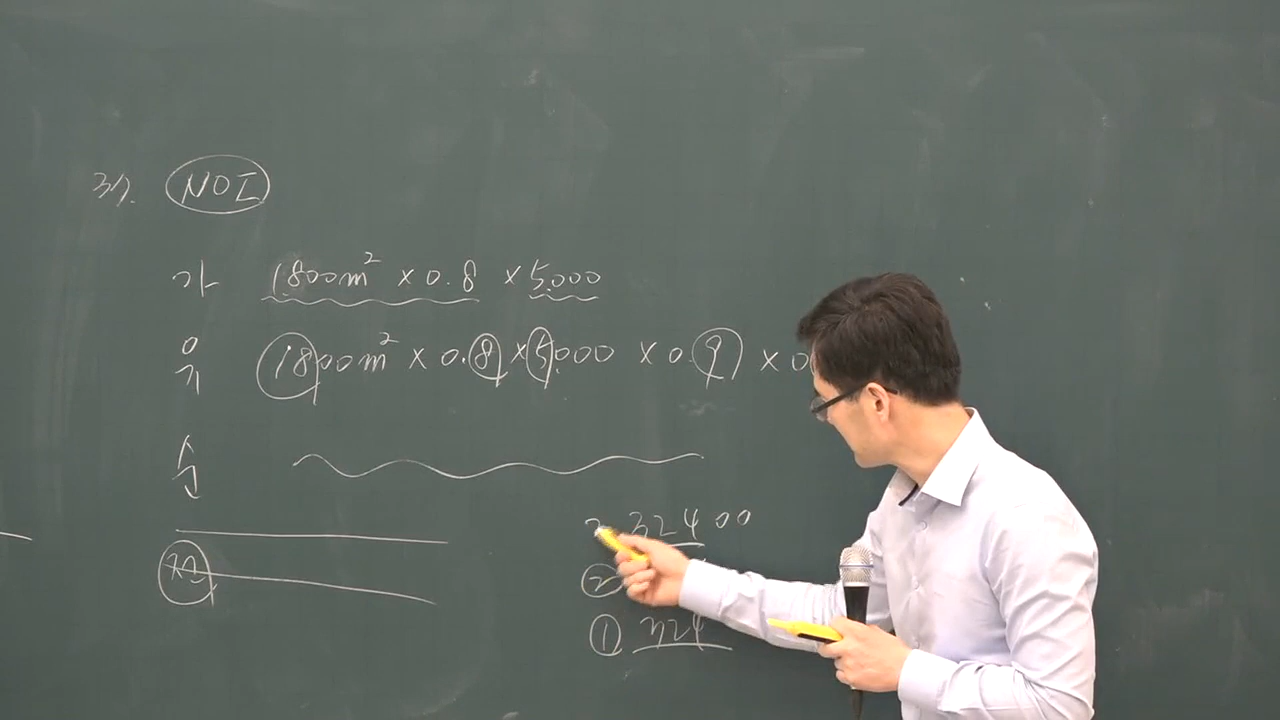 37. NOI
가 1800m² × 0.8 × 5.000
유 1800m² × 0.8 × 5.000 × 0.9 × 0
순
32400
②
① 324